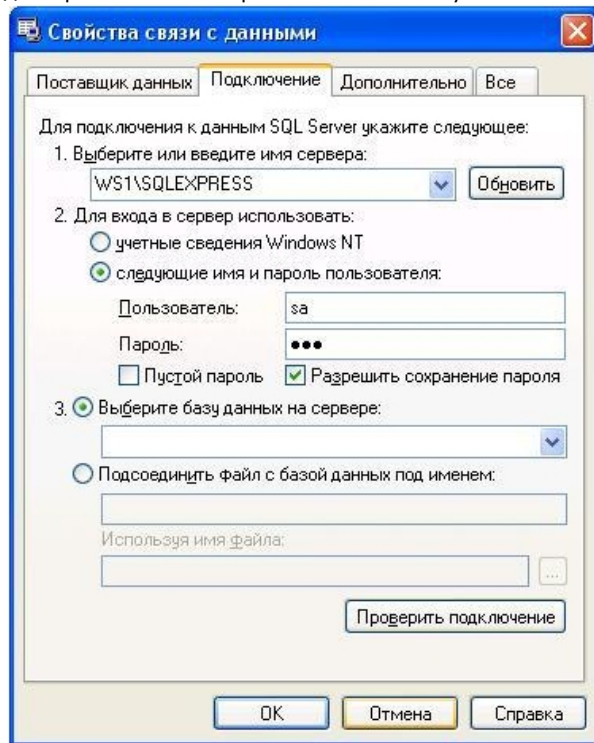 Свойства связи с данными
Поставщик данных Подключение Дополнительно Все
Для подключения к данным SQL Server укажите следующее:
1. Выберите или введите имя сервера:
WS1\SQLEXPRESS Обновить
2. Для входа в сервер использовать:
учетные сведения Windows NT
следующие имя и пароль пользователя:
Пользователь: sa
Пароль: •••
Пустой пароль Разрешить сохранение пароля
3. Выберите базу данных на сервере:
Подсоединить файл с базой данных под именем:
Используя имя файла:
...
Проверить подключение
OK Отмена Справка